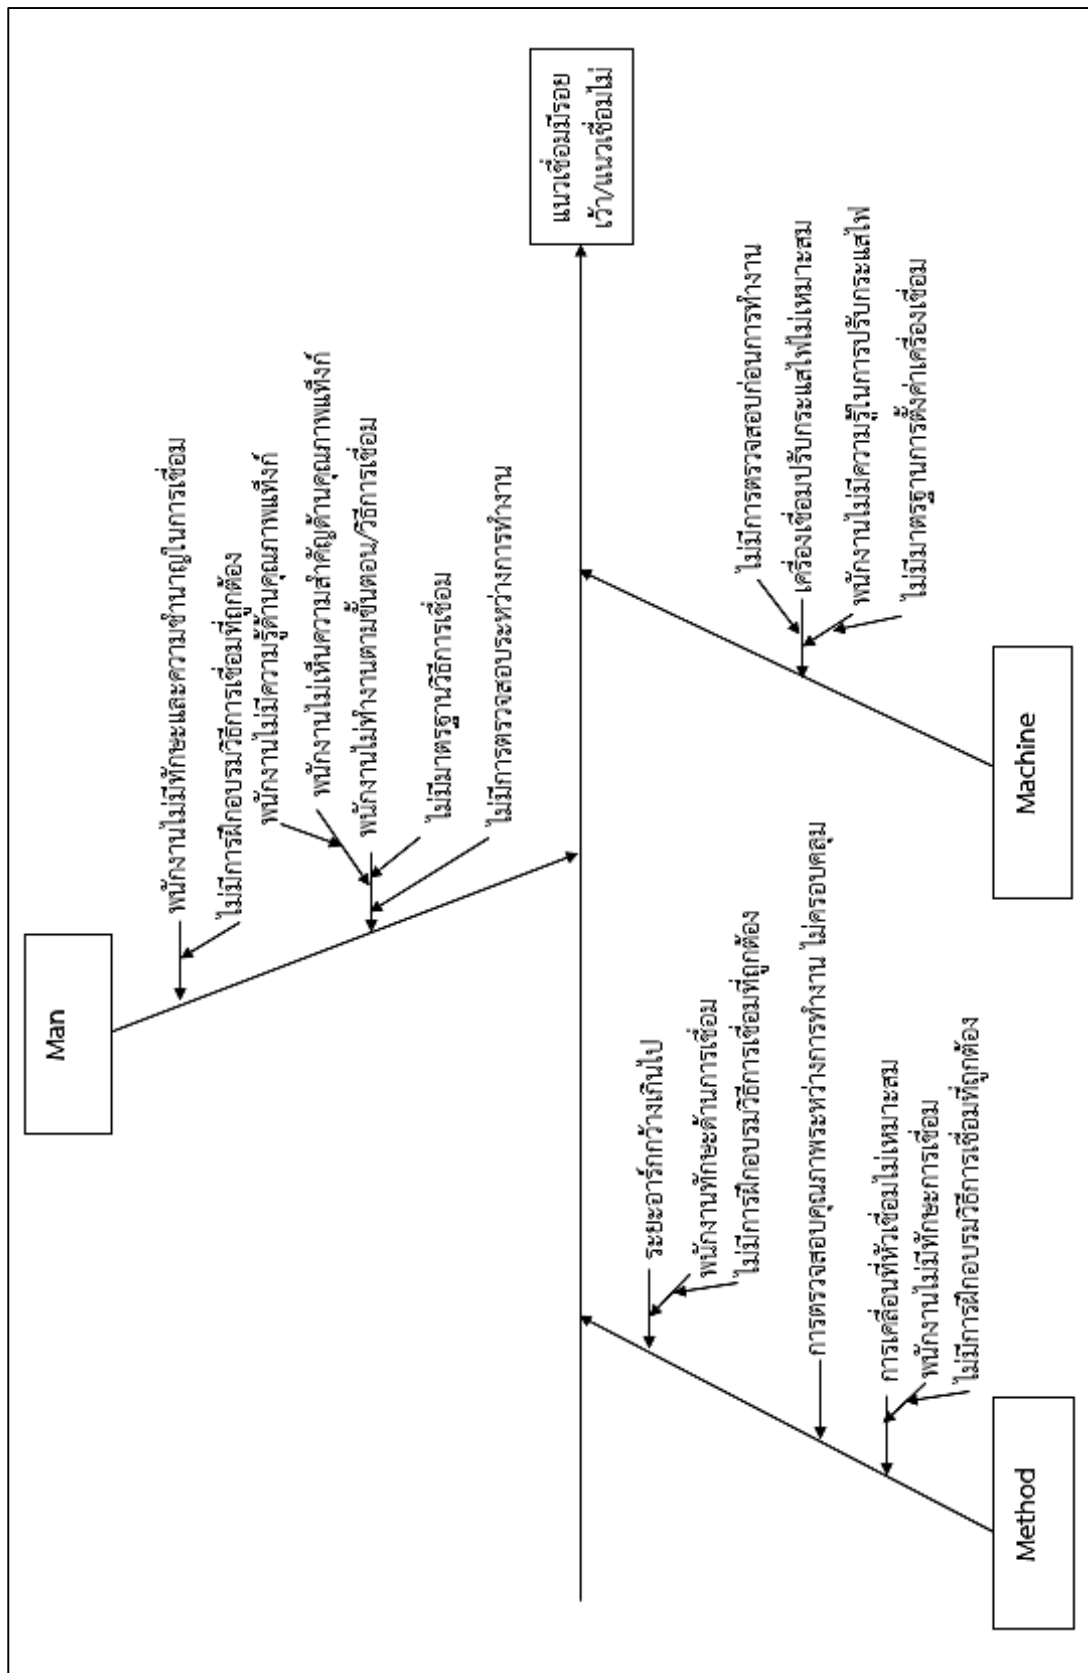 Man
พนักงานไม่มีทักษะและความชำนาญในการเชื่อม
ไม่มีการฝึกอบรมวิธีการเชื่อมที่ถูกต้อง
พนักงานไม่มีความรู้ด้านคุณภาพแท็งก์
พนักงานไม่เห็นความสำคัญด้านคุณภาพแท็งก์
พนักงานไม่ทำงานตามขั้นตอน/วิธีการเชื่อม
ไม่มีมาตรฐานวิธีการเชื่อม
ไม่มีการตรวจสอบระหว่างการทำงาน
แนวเชื่อมมีรอย
เว้า/แนวเชื่อมไม่
ระยะอาร์กกว้างเกินไป
พนักงานทักษะด้านการเชื่อม
ไม่มีการฝึกอบรมวิธีการเชื่อมที่ถูกต้อง
การตรวจสอบคุณภาพระหว่างการทำงาน ไม่ครอบคลุม
การเคลื่อนที่หัวเชื่อมไม่เหมาะสม
พนักงานไม่มีทักษะการเชื่อม
ไม่มีการฝึกอบรมวิธีการเชื่อมที่ถูกต้อง
Method
ไม่มีการตรวจสอบก่อนการทำงาน
เครื่องเชื่อมปรับกระแสไฟไม่เหมาะสม
พนักงานไม่มีความรู้ในการปรับกระแสไฟ
ไม่มีมาตรฐานการตั้งค่าเครื่องเชื่อม
Machine